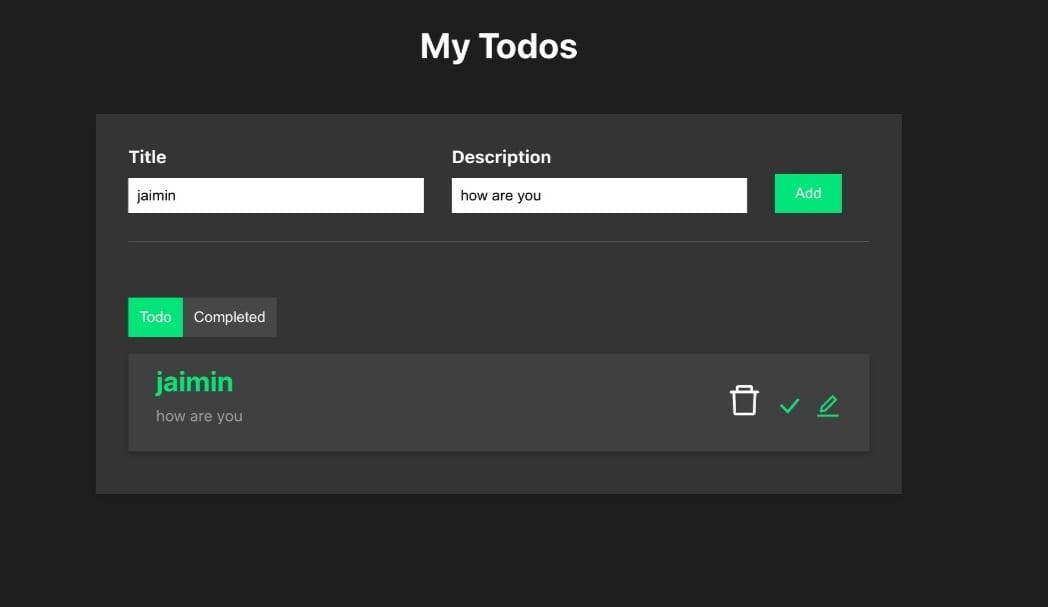 My Todos
Title
Description
jaimin
how are you
Add
Todo
Completed
jaimin
how are you